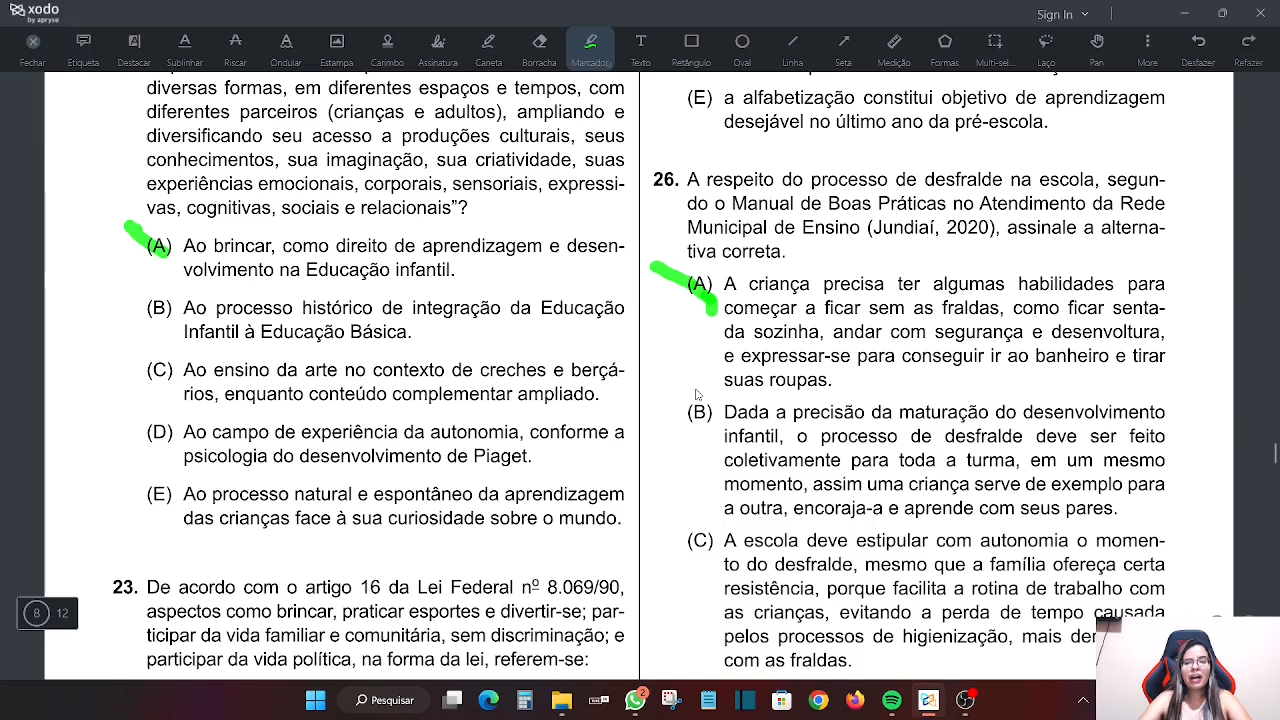 xodo
by apryse
Sign In
Fechar
Etiqueta
Destacado
Sublinhar
Riscar
Ondular
Estampa
Carimbo
Assinatura
Caneta
Borracha
Marcador
Texto
Retângulo
Oval
Linha
Seta
Régua
Polígono
Multi-sel...
Laço
Pan
Mais
Desfazer
Refazer
diversas formas, em diferentes espaços e tempos, com
diferentes parceiros (crianças e adultos), ampliando e
diversificando seu acesso a produções culturais, seus
conhecimentos, sua imaginação, sua criatividade, suas
experiências emocionais, corporais, sensoriais, expressi-
vas, cognitivas, sociais e relacionais”?
(A) Ao brincar, como direito de aprendizagem e desen-
volvimento na Educação infantil.
(B) Ao processo histórico de integração da Educação
Infantil à Educação Básica.
(C) Ao ensino da arte no contexto de creches e berçá-
rios, enquanto conteúdo complementar ampliado.
(D) Ao campo de experiência da autonomia, conforme a
psicologia do desenvolvimento de Piaget.
(E) Ao processo natural e espontâneo da aprendizagem
das crianças face à sua curiosidade sobre o mundo.
23. De acordo com o artigo 16 da Lei Federal nº 8.069/90,
aspectos como brincar, praticar esportes e divertir-se; par-
ticipar da vida familiar e comunitária, sem discriminação; e
participar da vida política, na forma da lei, referem-se:
(E) a alfabetização constitui objetivo de aprendizagem
desejável no último ano da pré-escola.
26. A respeito do processo de desfralde na escola, segun-
do o Manual de Boas Práticas no Atendimento da Rede
Municipal de Ensino (Jundiaí, 2020), assinale a alterna-
tiva correta.
(A) A criança precisa ter algumas habilidades para
começar a ficar sem as fraldas, como ficar senta-
da sozinha, andar com segurança e desenvoltura,
e expressar-se para conseguir ir ao banheiro e tirar
suas roupas.
(B) Dada a precisão da maturação do desenvolvimento
infantil, o processo de desfralde deve ser feito
coletivamente para toda a turma, em um mesmo
momento, assim uma criança serve de exemplo para
a outra, encoraja-a e aprende com seus pares.
(C) A escola deve estipular com autonomia o momen-
to do desfralde, mesmo que a família ofereça certa
resistência, porque facilita a rotina de trabalho com
as crianças, evitando a perda de tempo causada
pelos processos de higienização, mais
com as fraldas.
8 12
Pesquisar
2